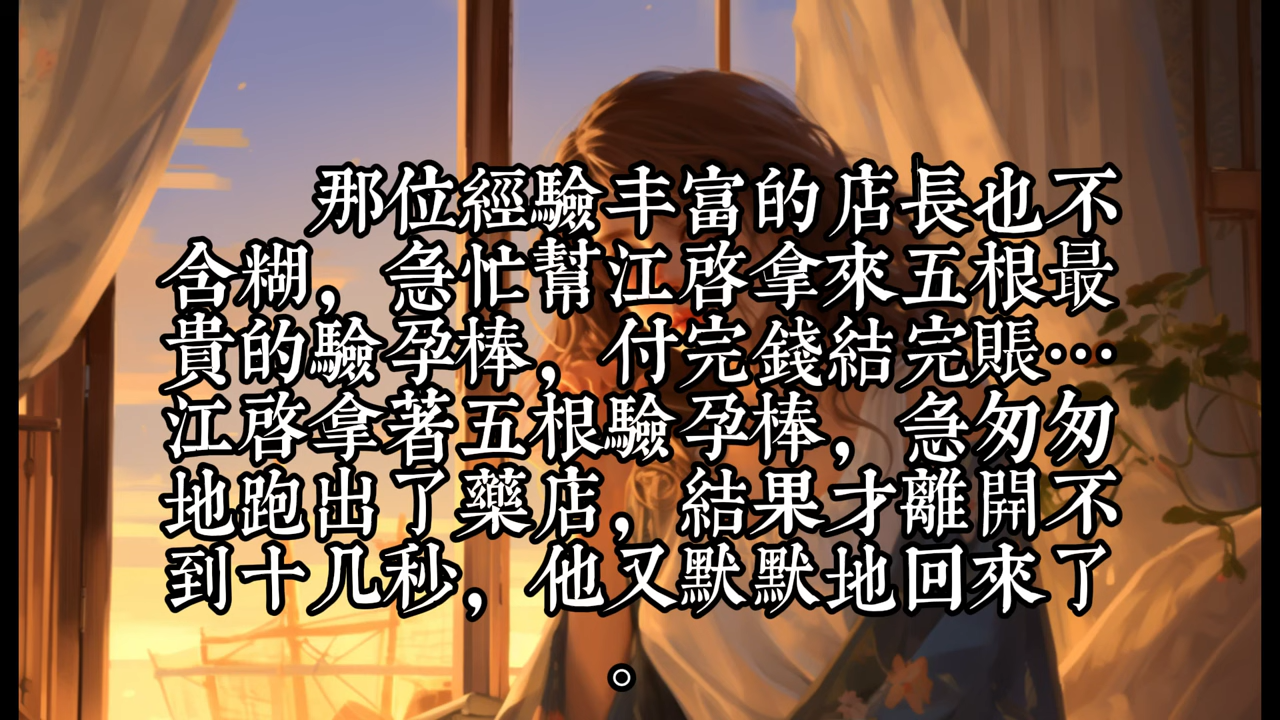 那位經驗丰富的店長也不
含糊，急忙幫江啓拿來五根最
貴的驗孕棒，付完錢結完賬…
江啓拿著五根驗孕棒，急匆匆
地跑出了藥店，結果才離開不
到十几秒，他又默默地回來了
。